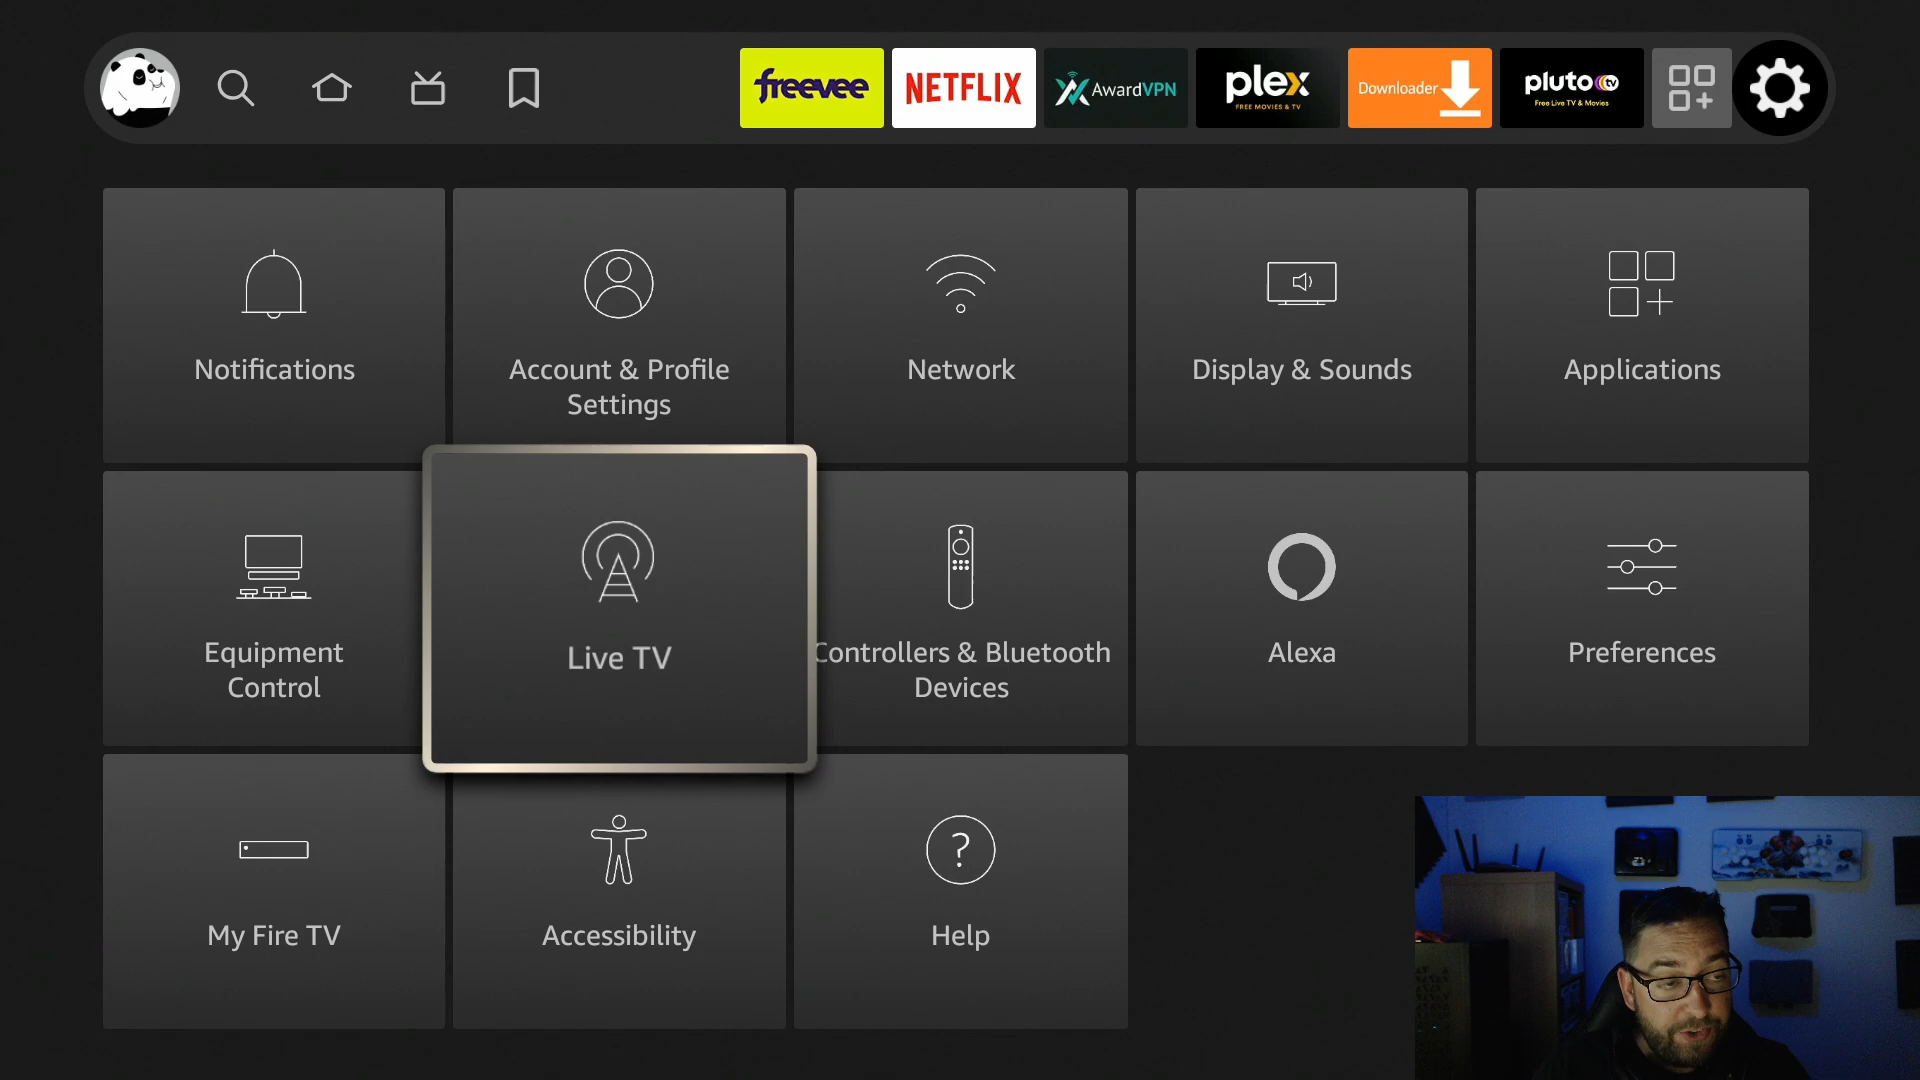 freevee
NETFLIX
AwardVPN
plex
FREE MOVIES & TV
Downloader
pluto tv
Free Live TV & Movies
Notifications
Account & Profile
Settings
Network
Display & Sounds
Applications
Equipment
Control
Live TV
Controllers & Bluetooth
Devices
Alexa
Preferences
My Fire TV
Accessibility
?
Help